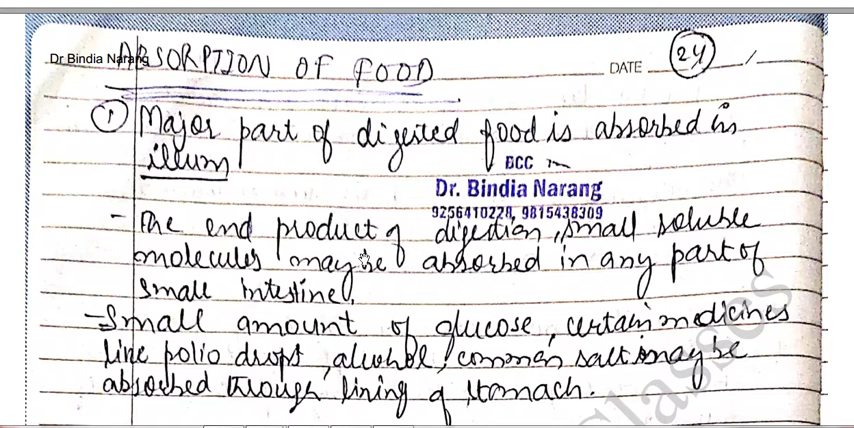 Dr Bindia Narang
ABSORPTION OF FOOD
DATE 24 /
① Major part of digested food is absorbed in
illum
BCC
Dr. Bindia Narang
9256410228, 9815438309
- The end product of digestion, small soluble
molecules may be absorbed in any part of
small intestine.
- Small amount of glucose, certain medicines
like polio drops, alcohol, common salt may be
absorbed through lining of stomach.
Classes